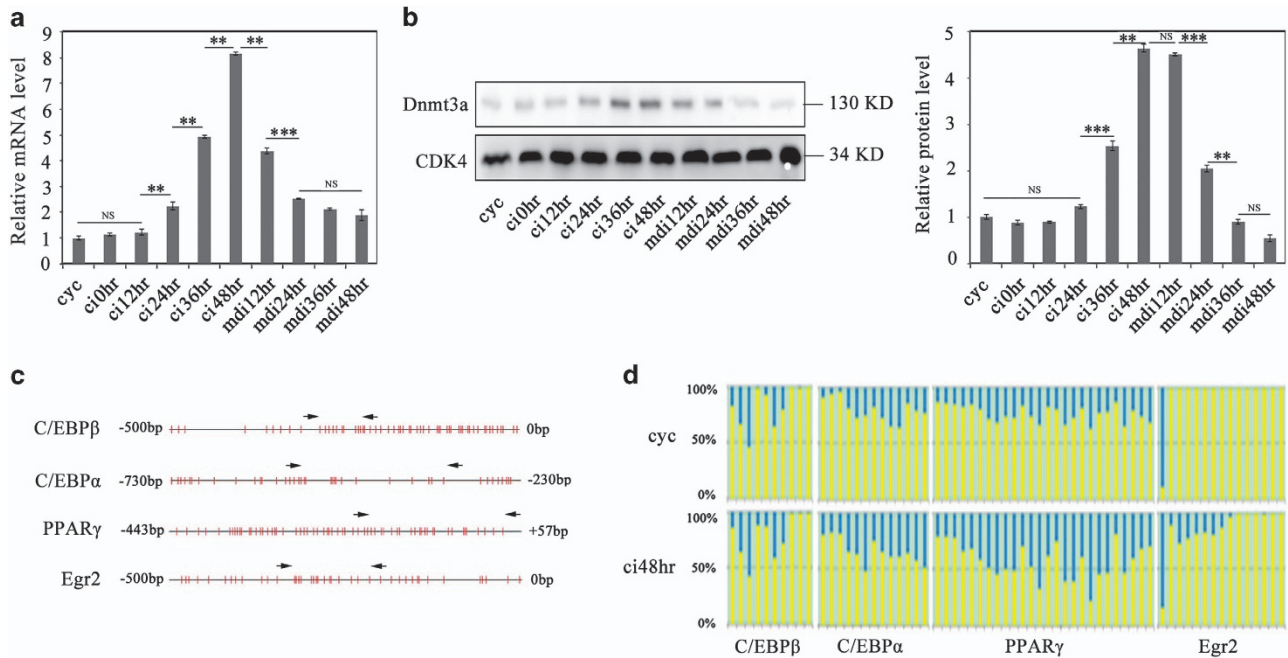 a
Relative mRNA level
9
8
7
6
5
4
3
2
1
0
NS
**
**
**
**
***
NS
cyc
ci0hr
ci12hr
ci24hr
ci36hr
ci48hr
mdi12hr
mdi24hr
mdi36hr
mdi48hr
b
Dnmt3a
130 KD
CDK4
34 KD
cyc
ci0hr
ci12hr
ci24hr
ci36hr
ci48hr
mdi12hr
mdi24hr
mdi36hr
mdi48hr
Relative protein level
5
4
3
2
1
0
NS
***
**
NS
***
**
NS
cyc
ci0hr
ci12hr
ci24hr
ci36hr
ci48hr
mdi12hr
mdi24hr
mdi36hr
mdi48hr
c
C/EBPβ -500bp 0bp
C/EBPα -730bp -230bp
PPARγ -443bp +57bp
Egr2 -500bp 0bp
d
100%
cyc
50%
0%
100%
ci48hr
50%
0%
C/EBPβ C/EBPα PPARγ Egr2